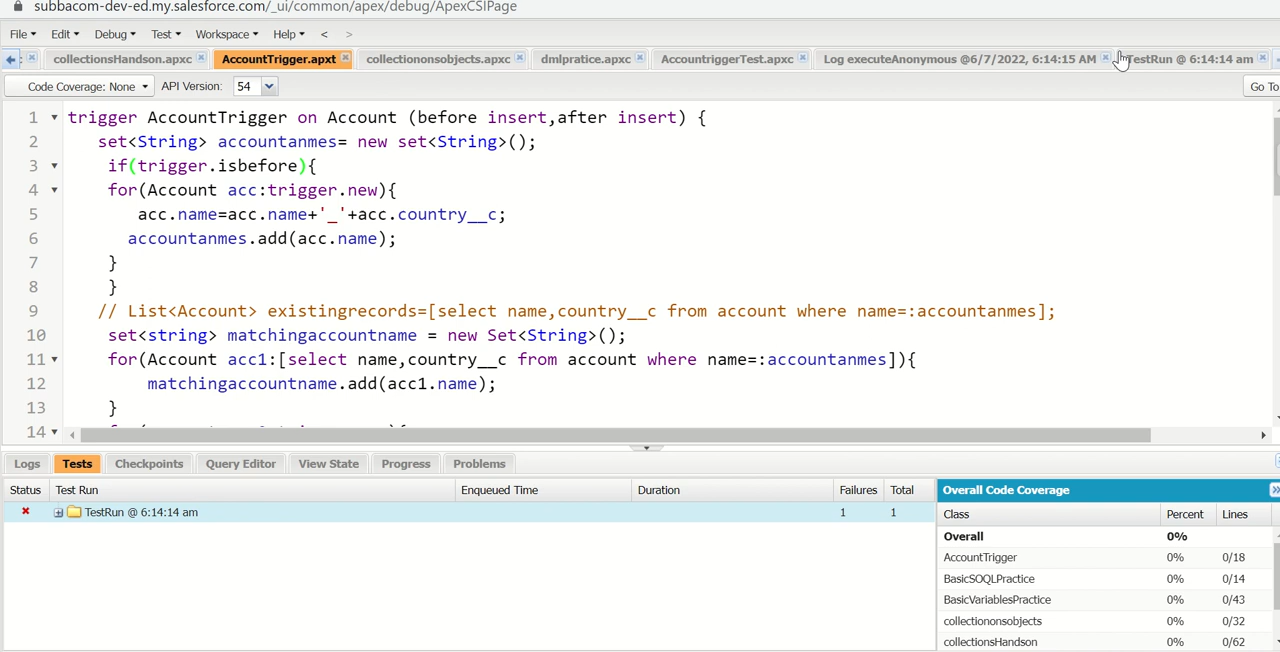 subbacom-dev-ed.my.salesforce.com/_ui/common/apex/debug/ApexCSIPage
File Edit Debug Test Workspace Help < >
collectionsHandson.apxc AccountTrigger.apxt collectiononsobjects.apxc dmlpratice.apxc AccountriggerTest.apxc Log executeAnonymous @6/7/2022, 6:14:15 AM TestRun @ 6:14:14 am
Code Coverage: None API Version: 54 Go To
1 trigger AccountTrigger on Account (before insert,after insert) {
2 set<String> accountanmes= new set<String>();
3 if(trigger.isbefore){
4 for(Account acc:trigger.new){
5 acc.name=acc.name+'_'+acc.country__c;
6 accountanmes.add(acc.name);
7 }
8 }
9 // List<Account> existingrecords=[select name,country__c from account where name=:accountanmes];
10 set<string> matchingaccountname = new Set<String>();
11 for(Account acc1:[select name,country__c from account where name=:accountanmes]){
12 matchingaccountname.add(acc1.name);
13 }
14
Logs Tests Checkpoints Query Editor View State Progress Problems
Status Test Run Enqueued Time Duration Failures Total
TestRun @ 6:14:14 am 1 1
Overall Code Coverage
Class Percent Lines
Overall 0%
AccountTrigger 0% 0/18
BasicSOQLPractice 0% 0/14
BasicVariablesPractice 0% 0/43
collectiononsobjects 0% 0/32
collectionsHandson 0% 0/62